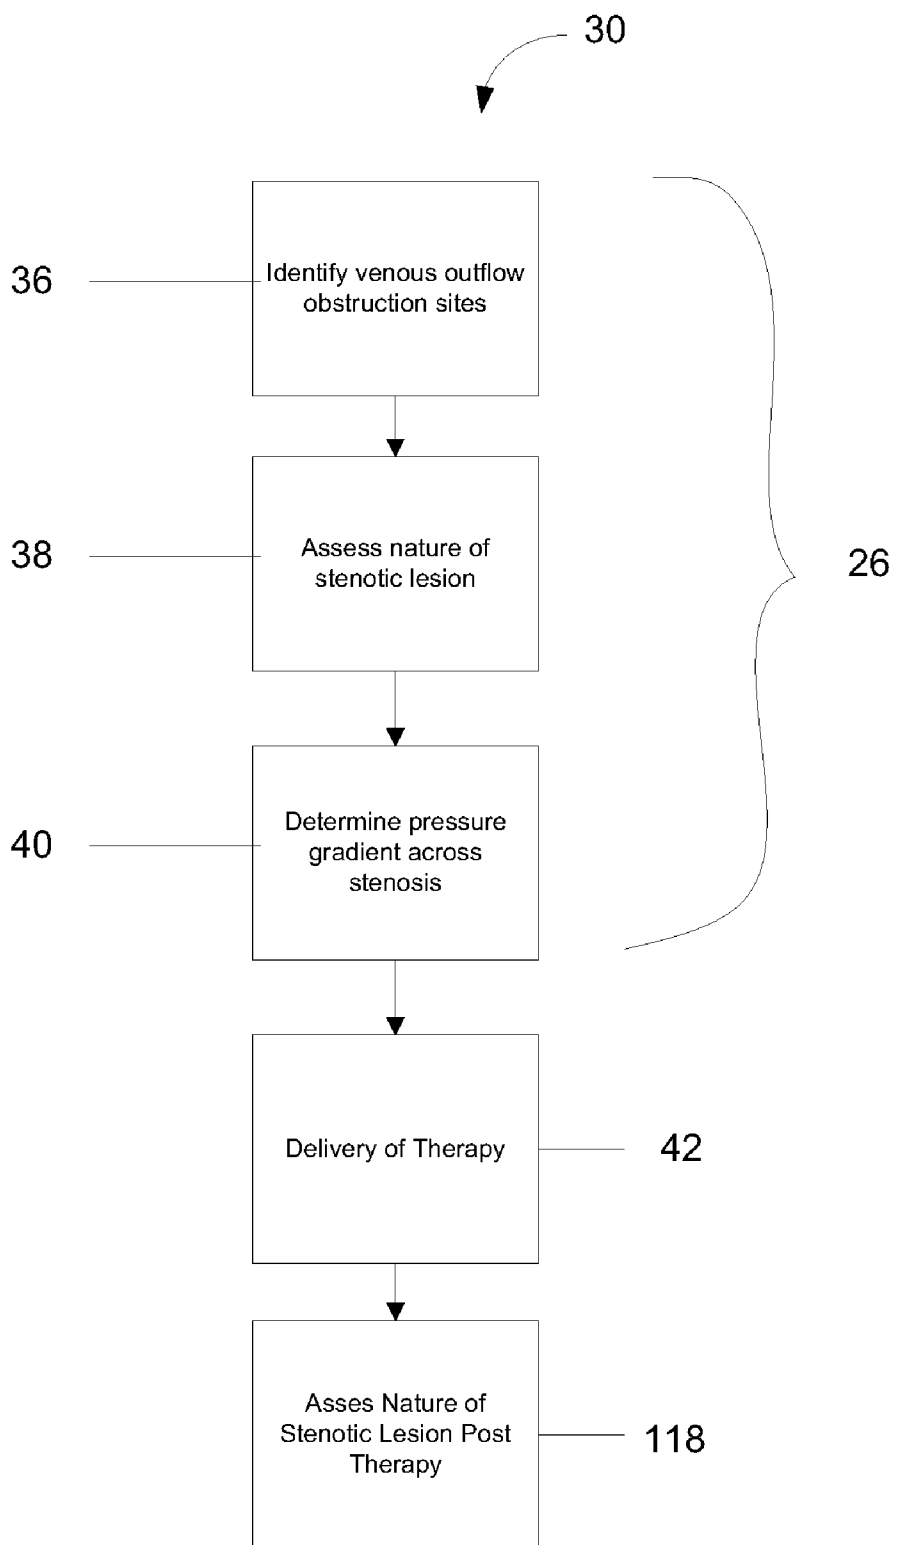 30
36
Identify venous outflow
obstruction sites
38
Assess nature of
stenotic lesion
26
40
Determine pressure
gradient across
stenosis
Delivery of Therapy
42
Asses Nature of
Stenotic Lesion Post
Therapy
118